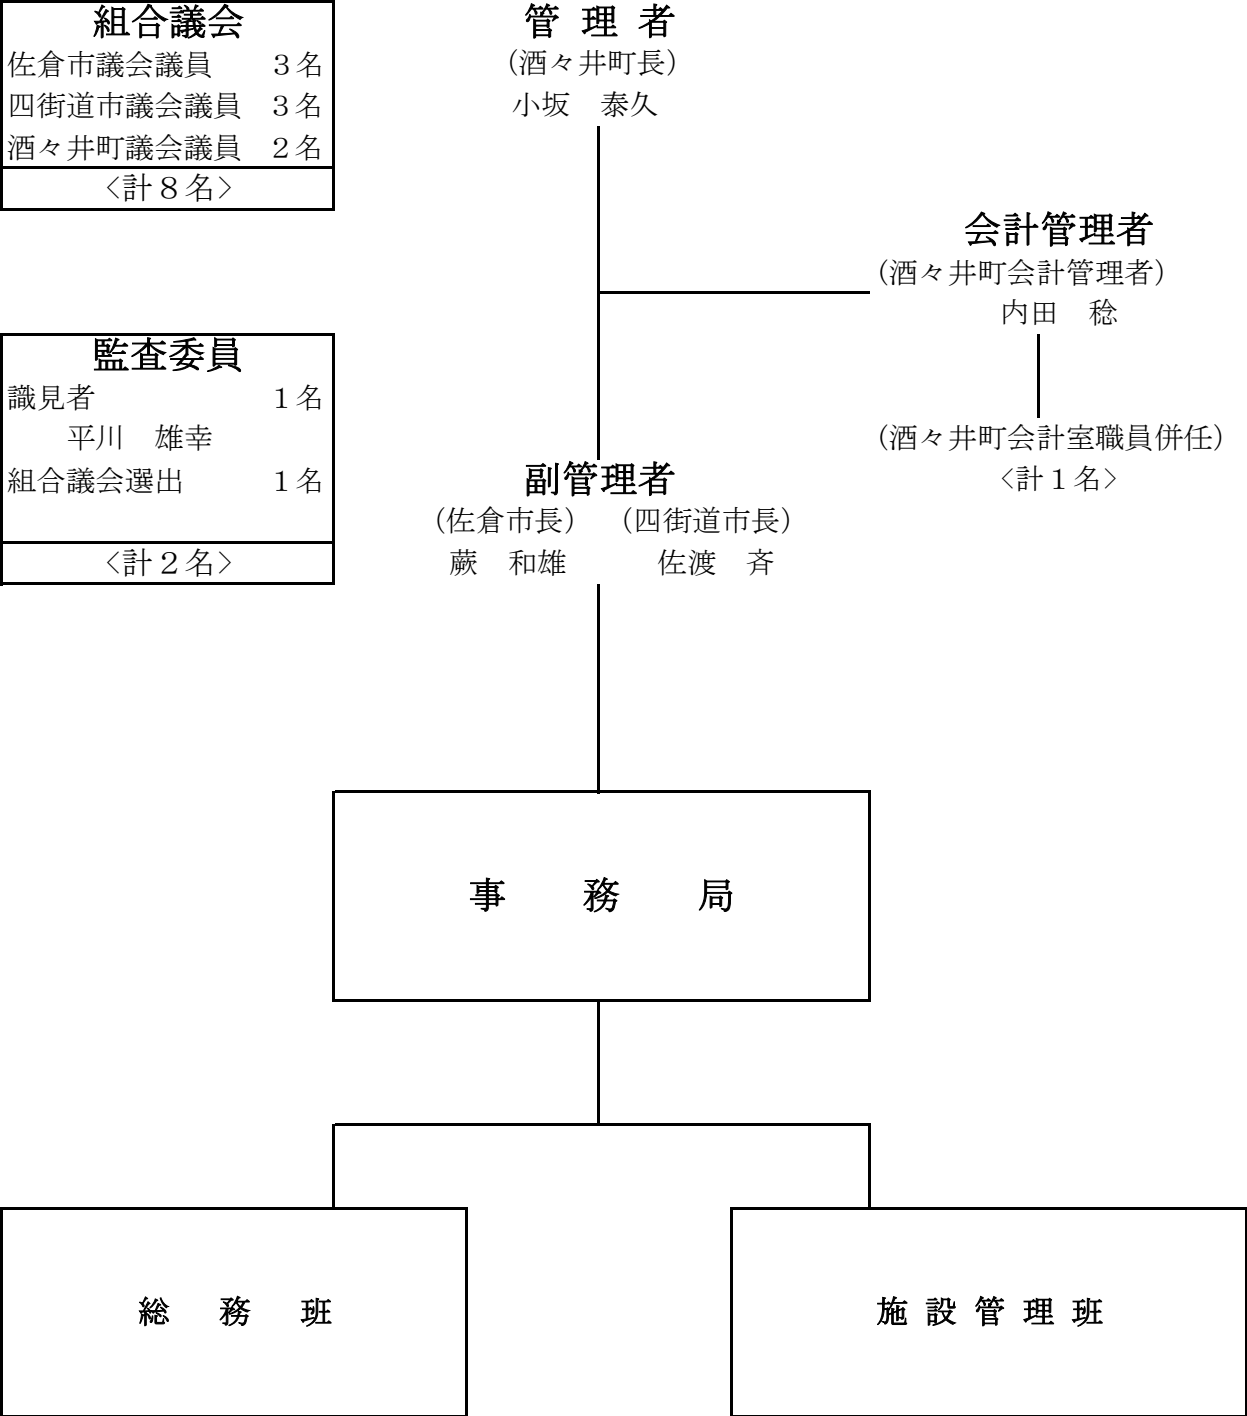 組合議会
佐倉市議会議員　３名
四街道市議会議員　３名
酒々井町議会議員　２名
＜計８名＞
管 理 者
（酒々井町長）
小坂　泰久
会計管理者
（酒々井町会計管理者）
内田　稔
（酒々井町会計室職員併任）
＜計１名＞
監査委員
識見者　１名
平川　雄幸
組合議会選出　１名
＜計２名＞
副管理者
（佐倉市長）　（四街道市長）
蕨　和雄　佐渡　斉
事　務　局
総　務　班
施 設 管 理 班